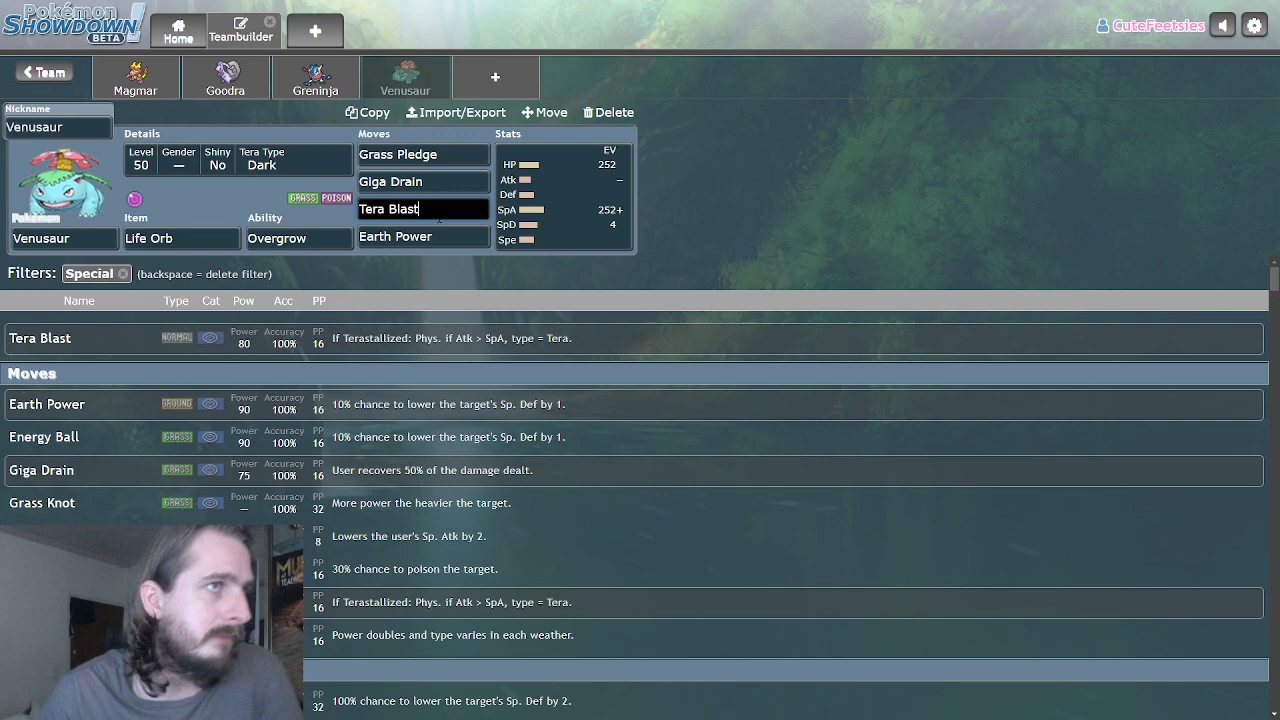 Pokémon
SHOWDOWN!
BETA
Home
Teambuilder
+
CuteFeetsies
< Team
Magmar
Goodra
Greninja
Venusaur
+
Nickname
Venusaur
Copy
Import/Export
Move
Delete
Details
Moves
Stats
Level
Gender
Shiny
Tera Type
50
—
No
Dark
Grass Pledge
Giga Drain
Tera Blast
Earth Power
EV
HP 252
Atk –
Def
SpA 252+
SpD 4
Spe
GRASS POISON
Pokémon
Item
Ability
Venusaur
Life Orb
Overgrow
Filters: Special (backspace = delete filter)
Name Type Cat Pow Acc PP
Tera Blast NORMAL Power 80 Accuracy 100% PP 16 If Terastallized: Phys. if Atk > SpA, type = Tera.
Moves
Earth Power GROUND Power 90 Accuracy 100% PP 16 10% chance to lower the target's Sp. Def by 1.
Energy Ball GRASS Power 90 Accuracy 100% PP 16 10% chance to lower the target's Sp. Def by 1.
Giga Drain GRASS Power 75 Accuracy 100% PP 16 User recovers 50% of the damage dealt.
Grass Knot GRASS Power — Accuracy 100% PP 32 More power the heavier the target.
PP 8 Lowers the user's Sp. Atk by 2.
PP 16 30% chance to poison the target.
PP 16 If Terastallized: Phys. if Atk > SpA, type = Tera.
PP 16 Power doubles and type varies in each weather.
PP 32 100% chance to lower the target's Sp. Def by 2.